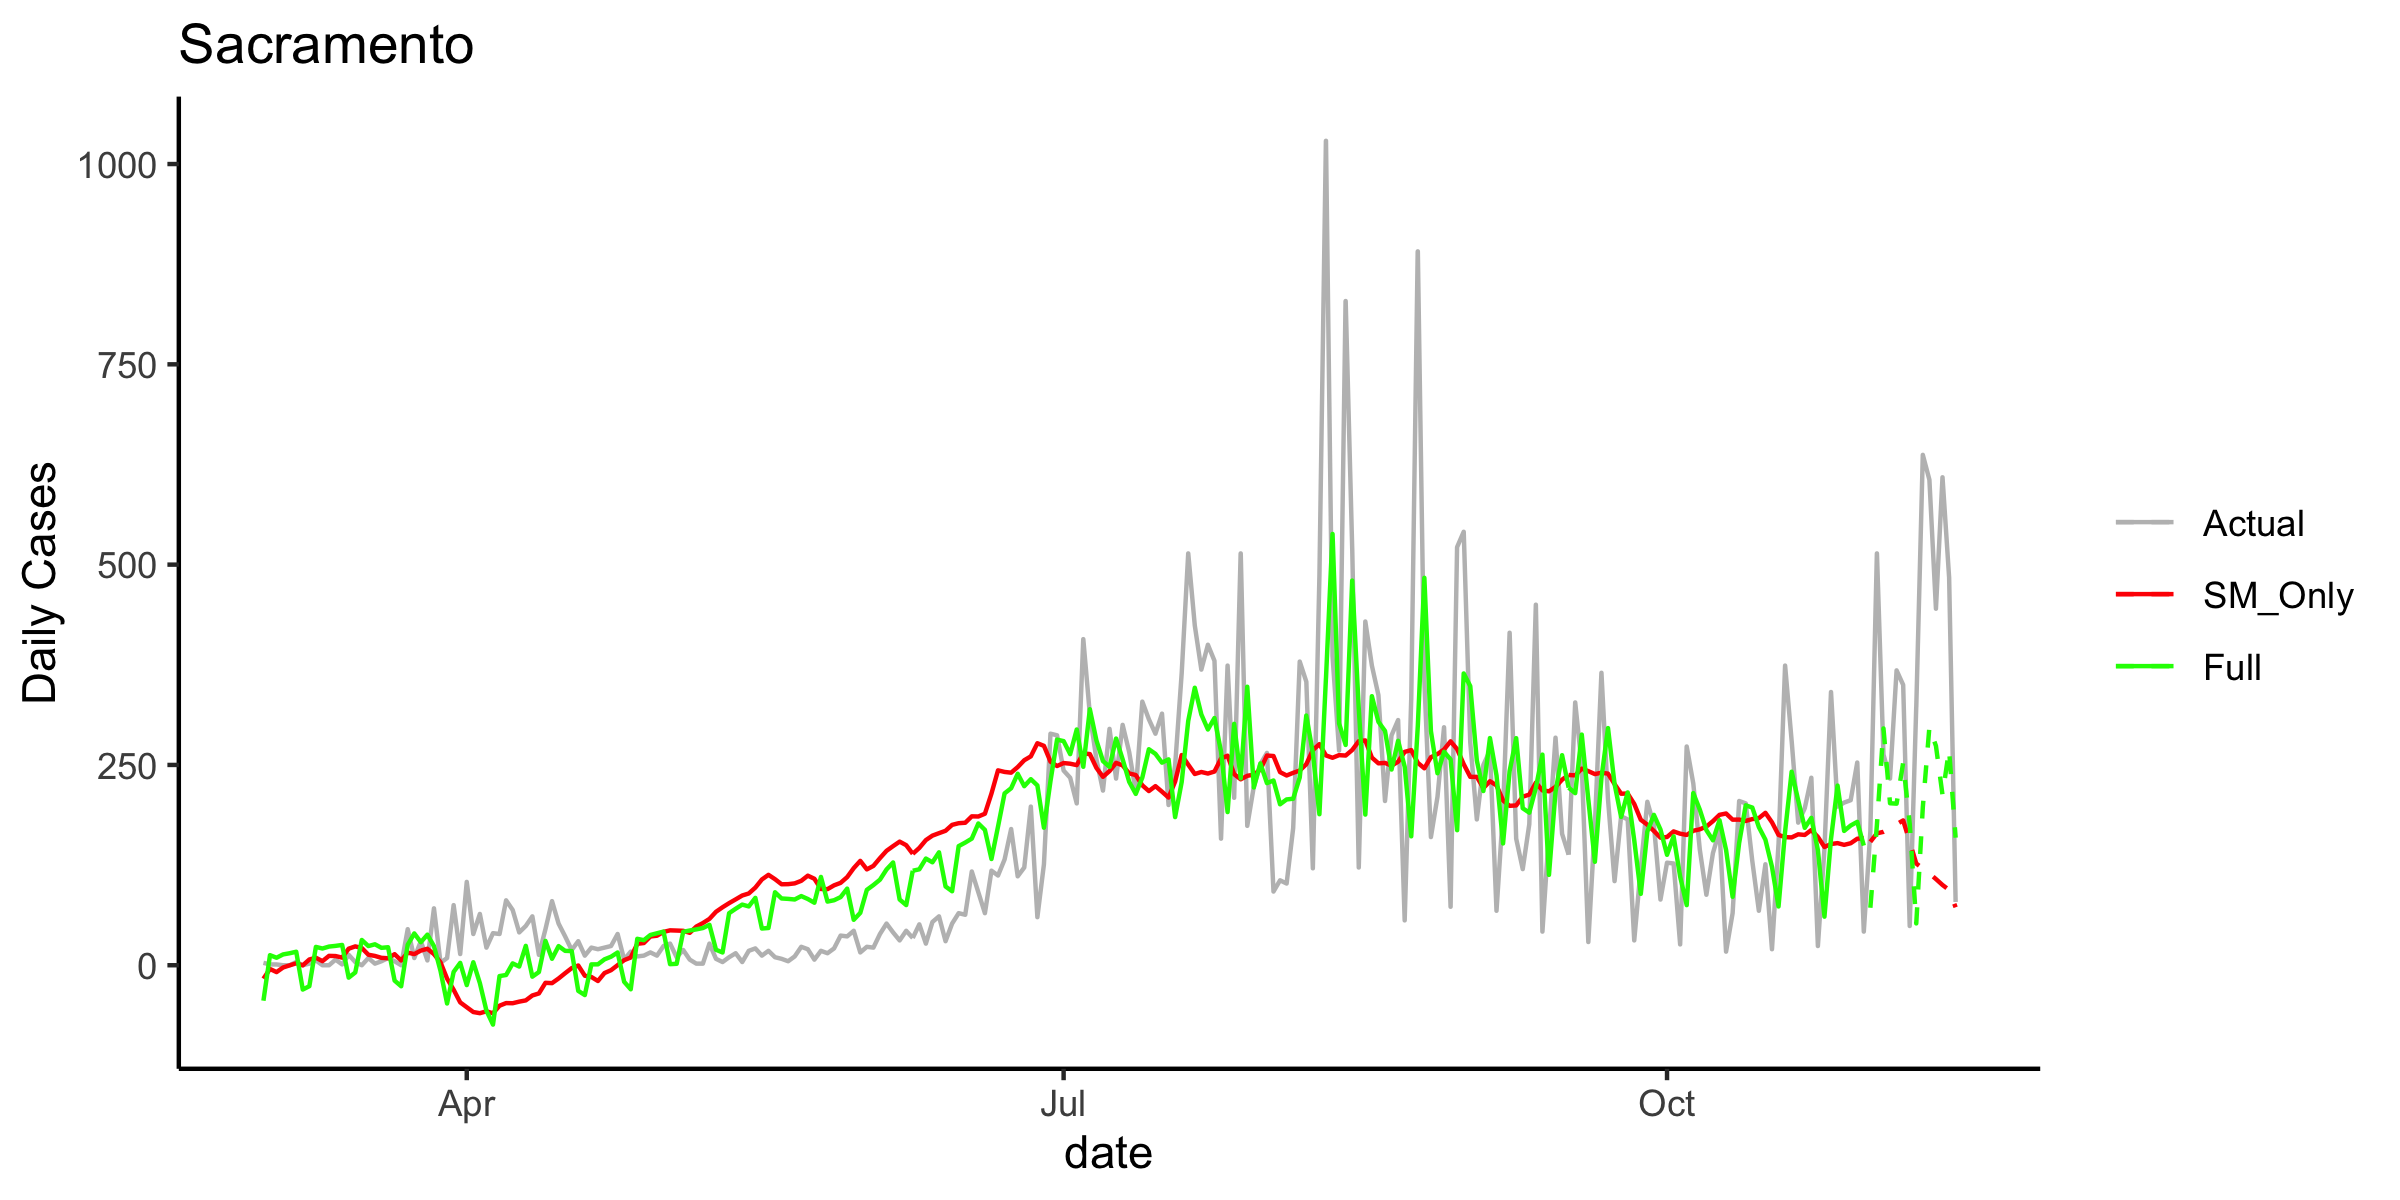 Sacramento
Daily Cases
1000
750
500
250
0
Apr
Jul
Oct
date
Actual
SM_Only
Full